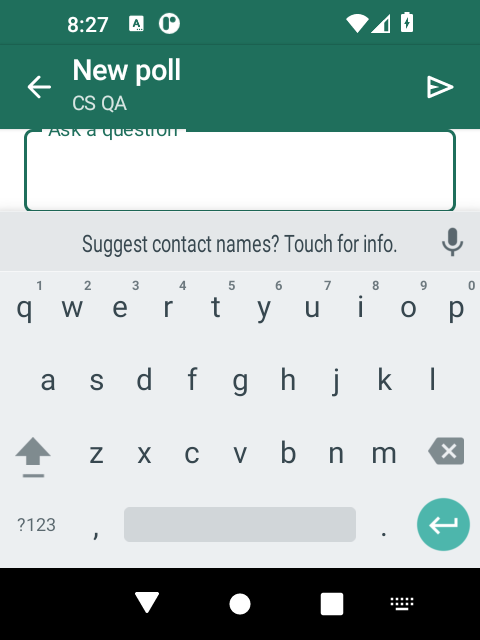 8:27
New poll
CS QA
Ask a question
Suggest contact names? Touch for info.
1 2 3 4 5 6 7 8 9 0
q w e r t y u i o p
a s d f g h j k l
z x c v b n m
?123 , .